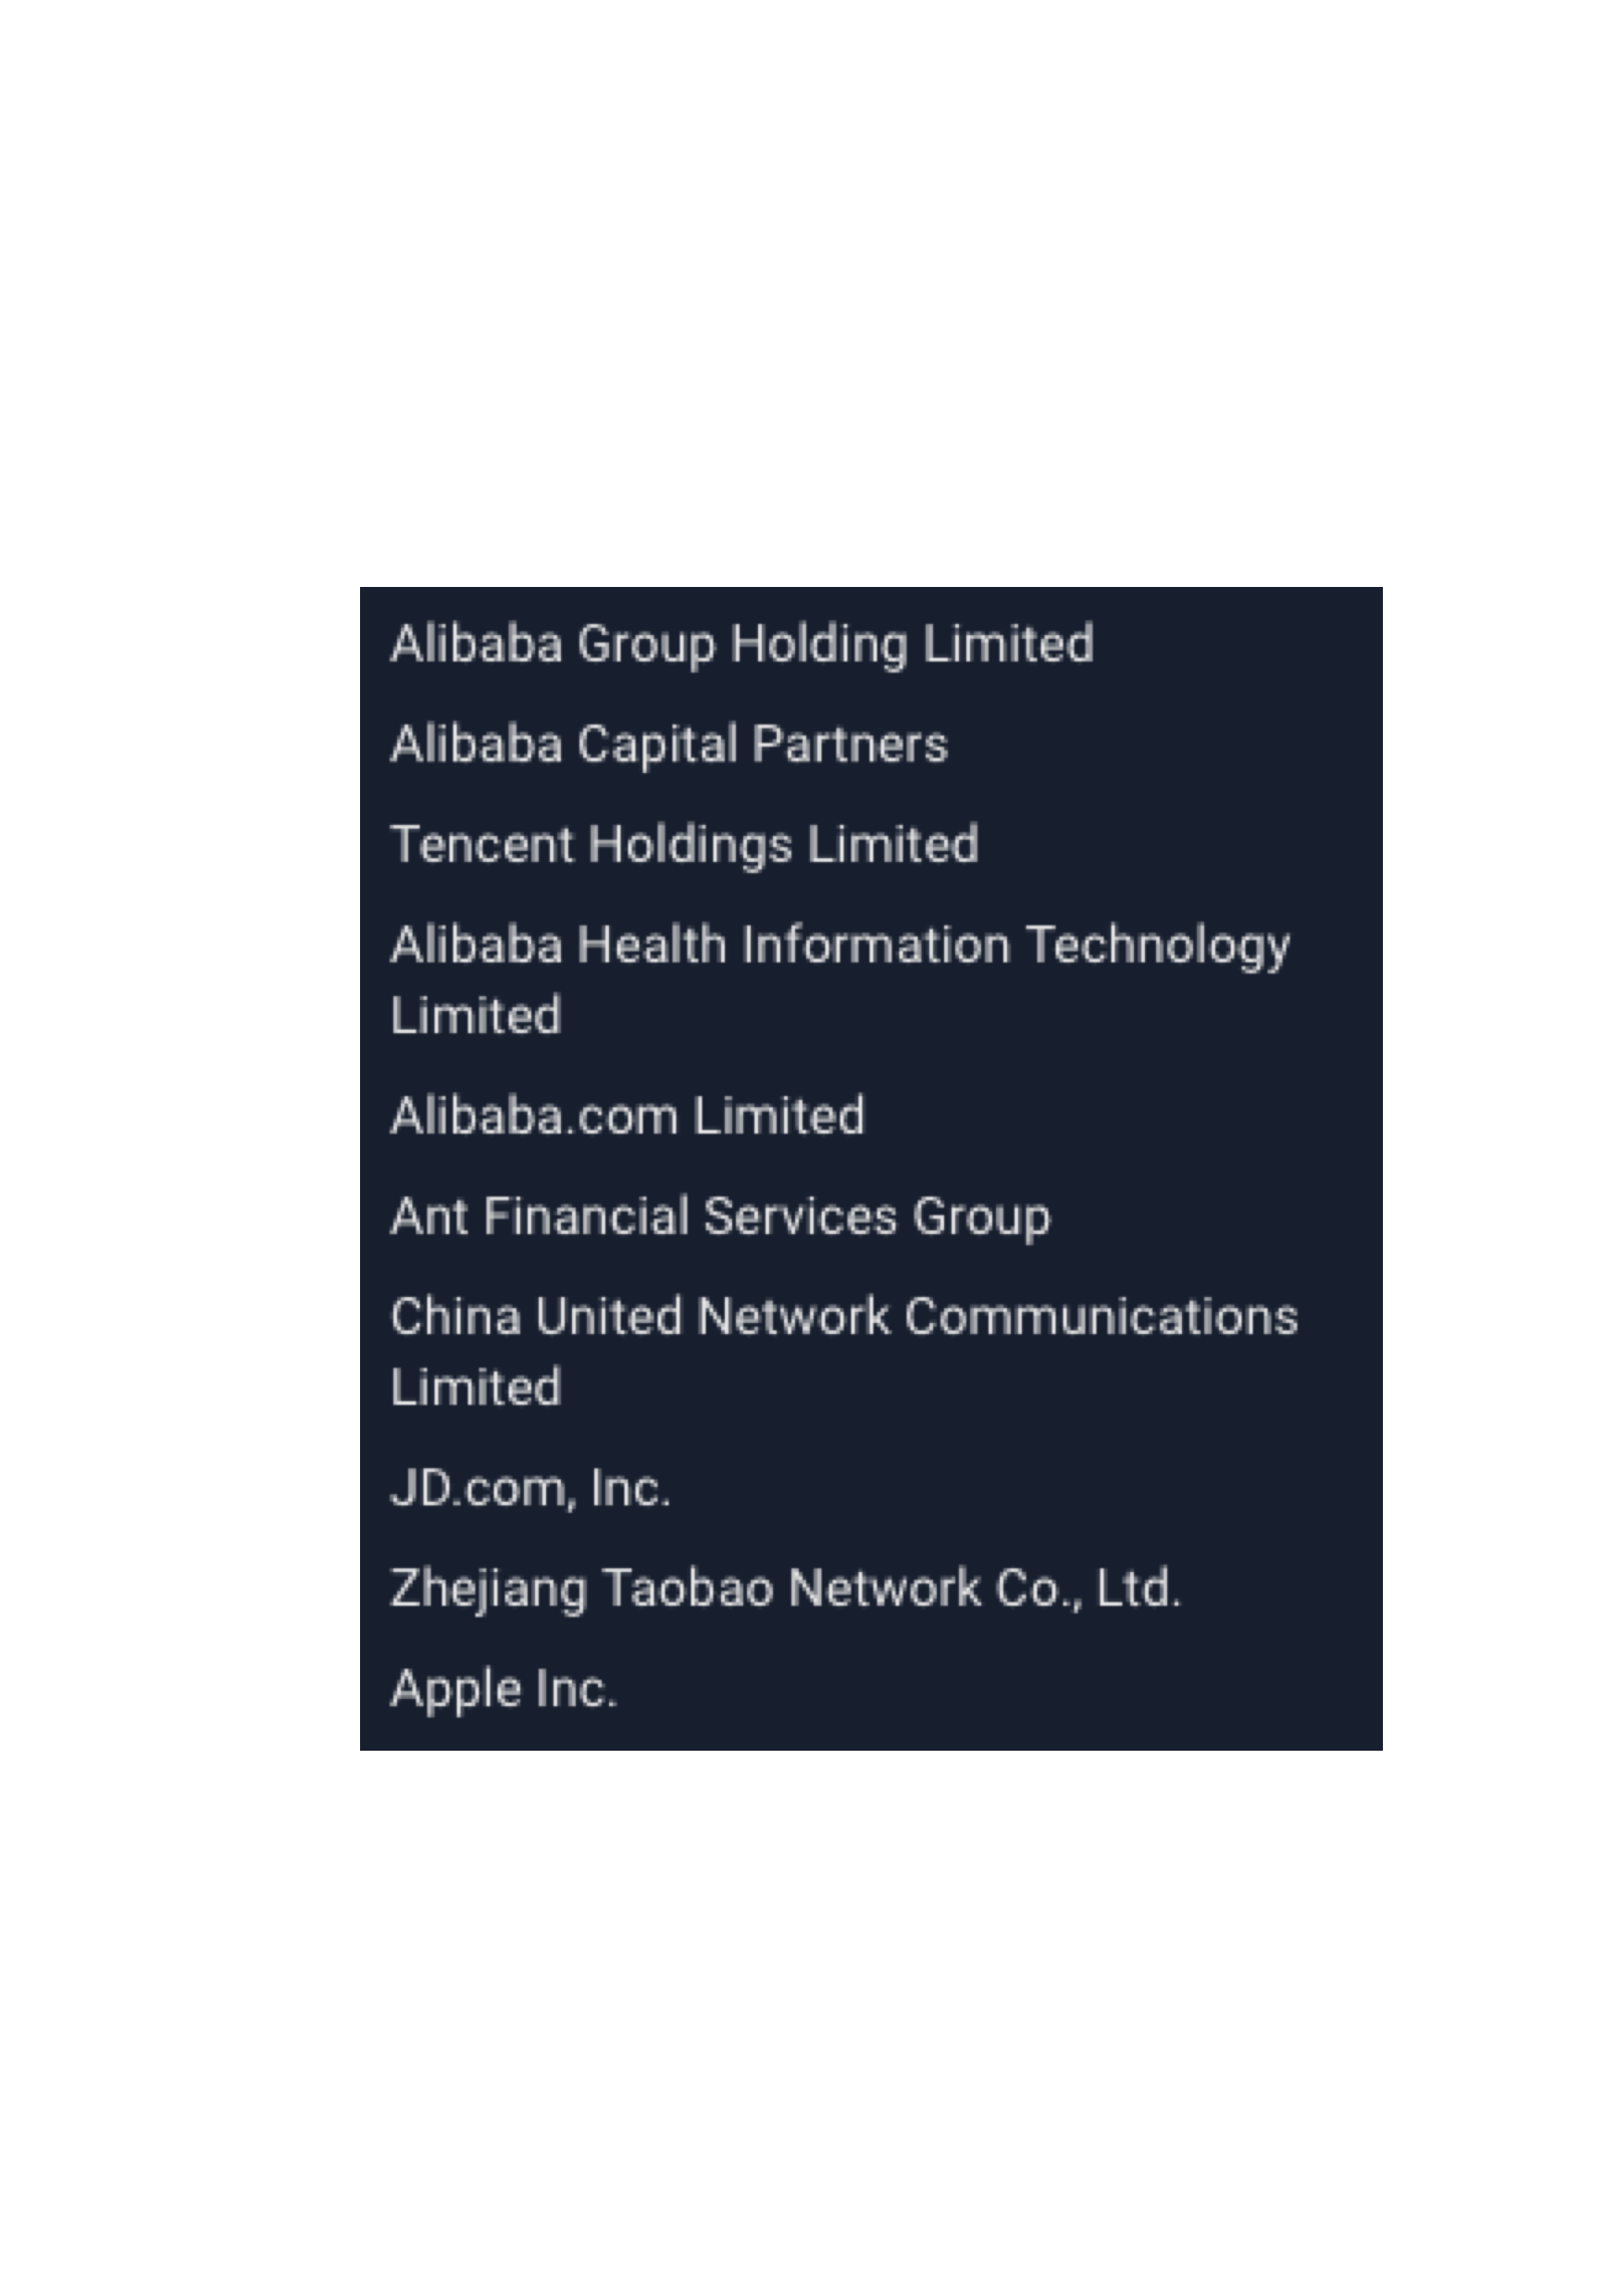 Alibaba Group Holding Limited
Alibaba Capital Partners
Tencent Holdings Limited
Alibaba Health Information Technology
Limited
Alibaba.com Limited
Ant Financial Services Group
China United Network Communications
Limited
JD.com, Inc.
Zhejiang Taobao Network Co., Ltd.
Apple Inc.